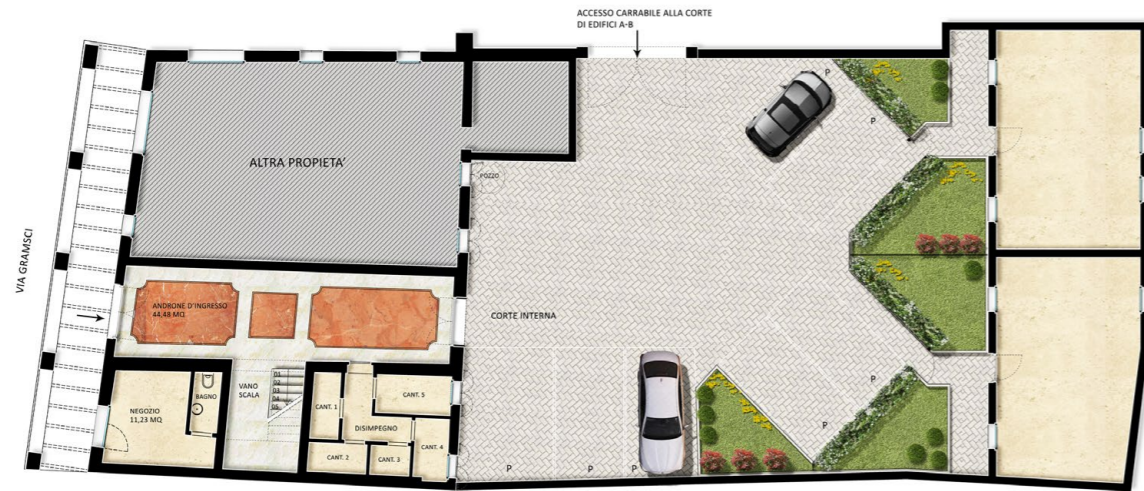 ACCESSO CARRABILE ALLA CORTE
DI EDIFICI A-B
P
P
ALTRA PROPIETA'
POZZO
VIA GRAMSCI
ANDRONE D'INGRESSO
44,48 MQ
CORTE INTERNA
VANO
SCALA
01
02
03
04
05
BAGNO
NEGOZIO
11,23 MQ
CANT. 1
CANT. 5
DISIMPEGNO
CANT. 4
CANT. 2
CANT. 3
P
P
P
P
P